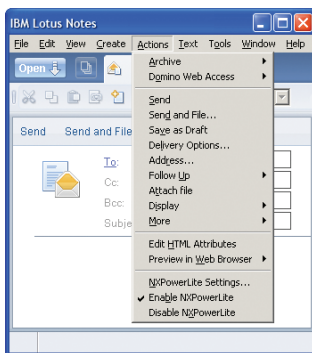 IBM Lotus Notes
File Edit View Create Actions Text Tools Window Help
Open
Archive
Domino Web Access
Send
Send and File...
Save as Draft
Delivery Options...
Address...
Follow Up
Attach file
Display
More
Edit HTML Attributes
Preview in Web Browser
NXPowerLite Settings...
Enable NXPowerLite
Disable NXPowerLite
Send Send and File
To:
Cc:
Bcc:
Subje